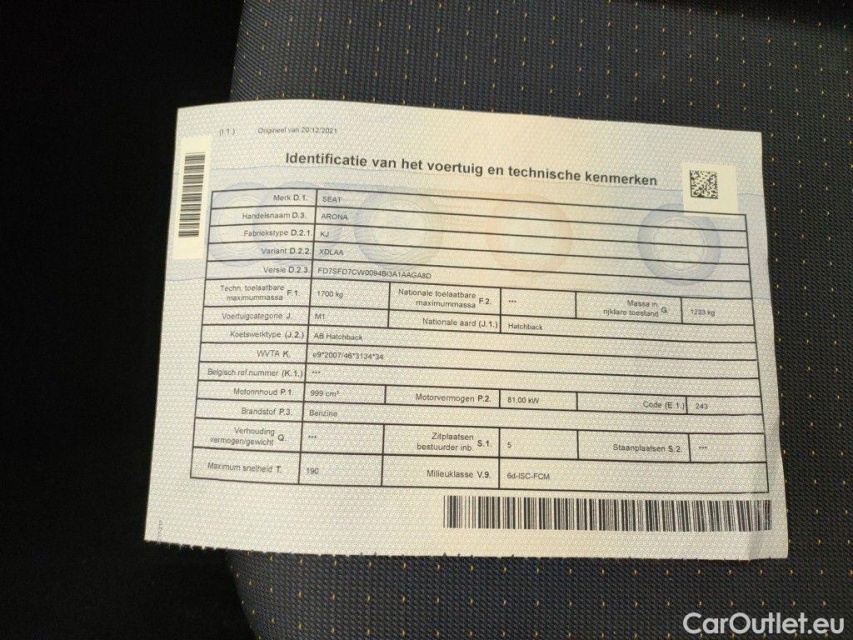 (I 1.) Origineel van 20/12/2021
Identificatie van het voertuig en technische kenmerken
Merk D.1. SEAT
Handelsnaam D.3. ARONA
Fabriekstype D.2.1. KJ
Variant D.2.2. XDLAA
Versie D.2.3.
Techn. toelaatbare maximummassa F.1. 1700 kg Nationale toelaatbare maximummassa F.2. *** Massa in rijklare toestand G. 1233 kg
Voertuigcategorie J. M1 Nationale aard (J.1.) Hatchback
Koetswerktype (J.2.) AB Hatchback
WVTA K. e9*2007/46*3134*34
Belgisch ref.nummer (K.1.) ***
Motorinhoud P.1. 999 cm³ Motorvermogen P.2. 81.00 kW Code (E.1.) 243
Brandstof P.3. Benzine
Verhouding vermogen/gewicht Q. *** Zitplaatsen bestuurder inb. S.1. 5 Staanplaatsen S.2. ***
Maximum snelheid T. 190 Milieuklasse V.9. 6d-ISC-FCM
CarOutlet.eu